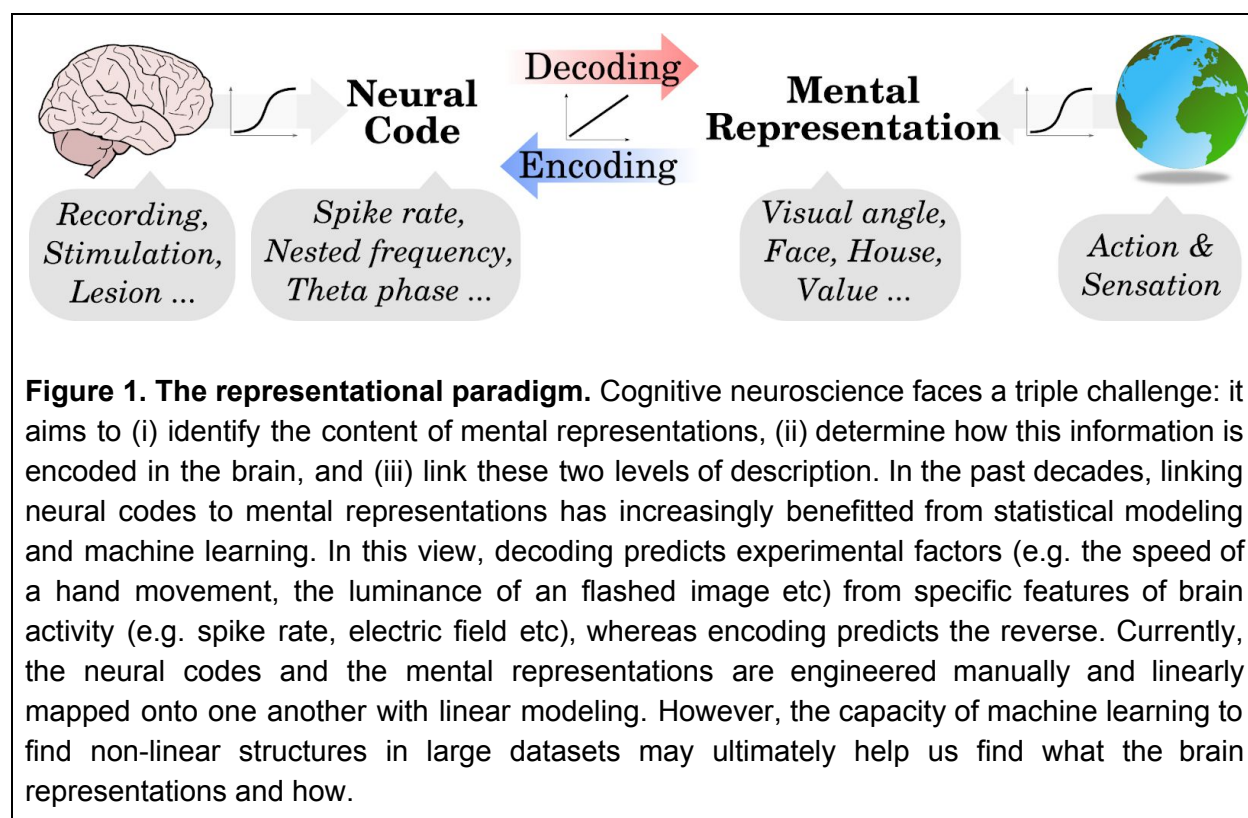 Decoding
Neural
Code
Mental
Representation
Encoding
Recording,
Stimulation,
Lesion ...
Spike rate,
Nested frequency,
Theta phase ...
Visual angle,
Face, House,
Value ...
Action &
Sensation
Figure 1. The representational paradigm. Cognitive neuroscience faces a triple challenge: it
aims to (i) identify the content of mental representations, (ii) determine how this information is
encoded in the brain, and (iii) link these two levels of description. In the past decades, linking
neural codes to mental representations has increasingly benefitted from statistical modeling
and machine learning. In this view, decoding predicts experimental factors (e.g. the speed of
a hand movement, the luminance of an flashed image etc) from specific features of brain
activity (e.g. spike rate, electric field etc), whereas encoding predicts the reverse. Currently,
the neural codes and the mental representations are engineered manually and linearly
mapped onto one another with linear modeling. However, the capacity of machine learning to
find non-linear structures in large datasets may ultimately help us find what the brain
representations and how.